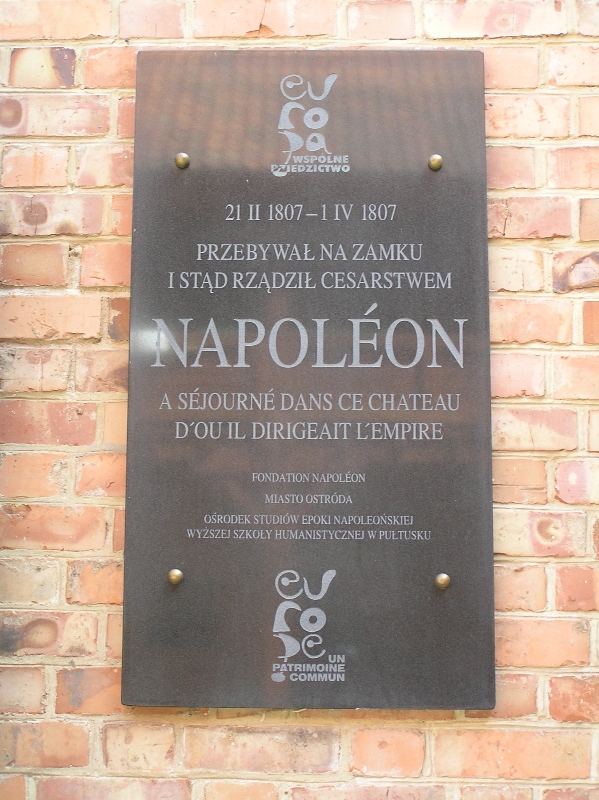 eu
ro
pa
WSPÓLNE
DZIEDZICTWO
21 II 1807 – 1 IV 1807
PRZEBYWAŁ NA ZAMKU
I STĄD RZĄDZIŁ CESARSTWEM
NAPOLÉON
A SÉJOURNÉ DANS CE CHATEAU
D´OU IL DIRIGEAIT L´EMPIRE
FONDATION NAPOLÉON
MIASTO OSTRÓDA
OŚRODEK STUDIÓW EPOKI NAPOLEOŃSKIEJ
WYŻSZEJ SZKOŁY HUMANISTYCZNEJ W PUŁTUSKU
eu
ro
pe
UN
PATRIMOINE
COMMUN